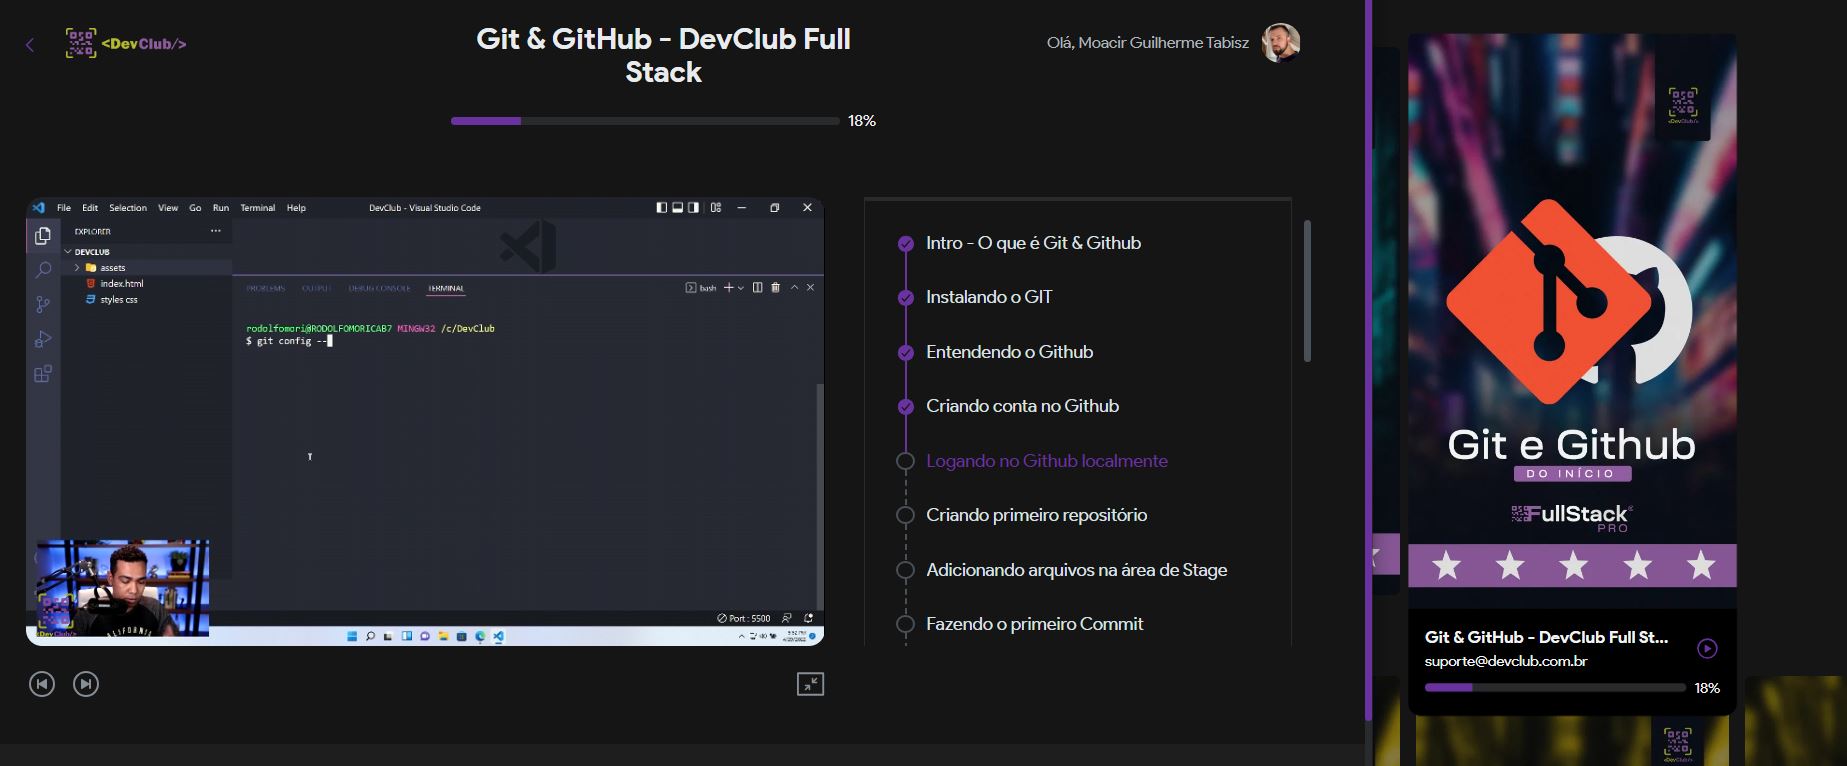 <DevClub/>
Git & GitHub - DevClub Full
Stack
Olá, Moacir Guilherme Tabisz
18%
File Edit Selection View Go Run Terminal Help
DevClub - Visual Studio Code
EXPLORER
DEVCLUB
assets
index.html
styles css
PROBLEMS OUTPUT DEBUG CONSOLE TERMINAL
bash
rodolfomori@RODOLFOMORICAB7 MINGW32 /c/DevClub
$ git config --
Port : 5500
<DevClub/>
CALIFORNIA
Intro - O que é Git & Github
Instalando o GIT
Entendendo o Github
Criando conta no Github
Logando no Github localmente
Criando primeiro repositório
Adicionando arquivos na área de Stage
Fazendo o primeiro Commit
<DevClub/>
Git e Github
DO INÍCIO
FullStack
PRO
Git & GitHub - DevClub Full St...
suporte@devclub.com.br
18%
<DevClub/>